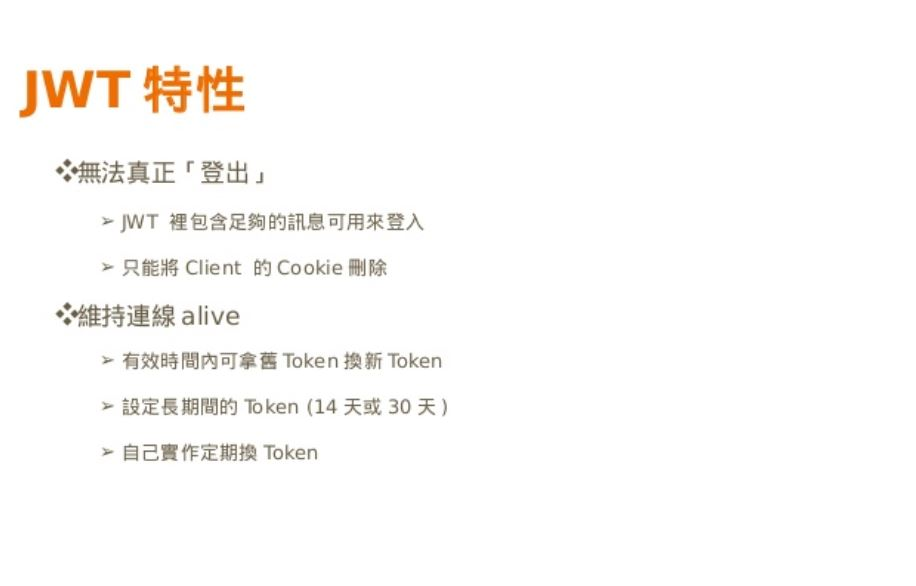 JWT 特性
❖無法真正「登出」
➢ JWT 裡包含足夠的訊息可用來登入
➢ 只能將 Client 的 Cookie 刪除
❖維持連線 alive
➢ 有效時間內可拿舊 Token 換新 Token
➢ 設定長期間的 Token (14 天或 30 天)
➢ 自己實作定期換 Token